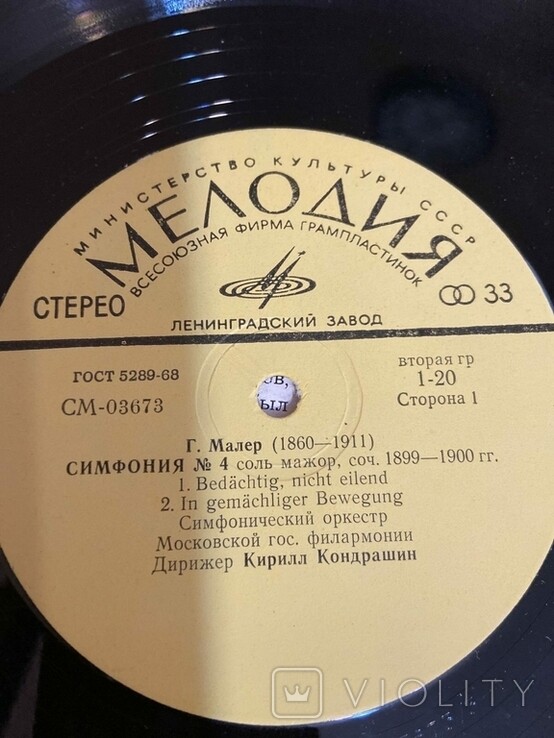 МИНИСТЕРСТВО КУЛЬТУРЫ СССР
МЕЛОДИЯ
ВСЕСОЮЗНАЯ ФИРМА ГРАМПЛАСТИНОК
СТЕРЕО
33
ЛЕНИНГРАДСКИЙ ЗАВОД
ГОСТ 5289-68
вторая гр
СМ-03673
1-20
Сторона 1
ов,
был
Г. Малер (1860—1911)
СИМФОНИЯ № 4 соль мажор, соч. 1899—1900 гг.
1. Bedächtig, nicht eilend
2. In gemächliger Bewegung
Симфонический оркестр
Московской гос. филармонии
Дирижер Кирилл Кондрашин
VIOLITY